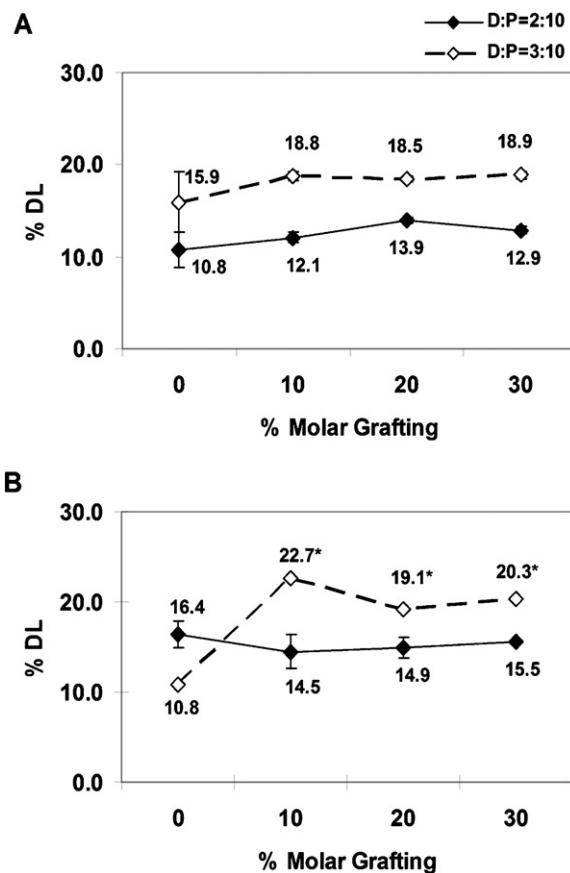 A
D:P=2:10
D:P=3:10
30.0
20.0
10.0
0.0
% DL
15.9
18.8
18.5
18.9
10.8
12.1
13.9
12.9
0 10 20 30
% Molar Grafting
B
30.0
20.0
10.0
0.0
% DL
16.4
22.7*
19.1*
20.3*
10.8
14.5
14.9
15.5
0 10 20 30
% Molar Grafting